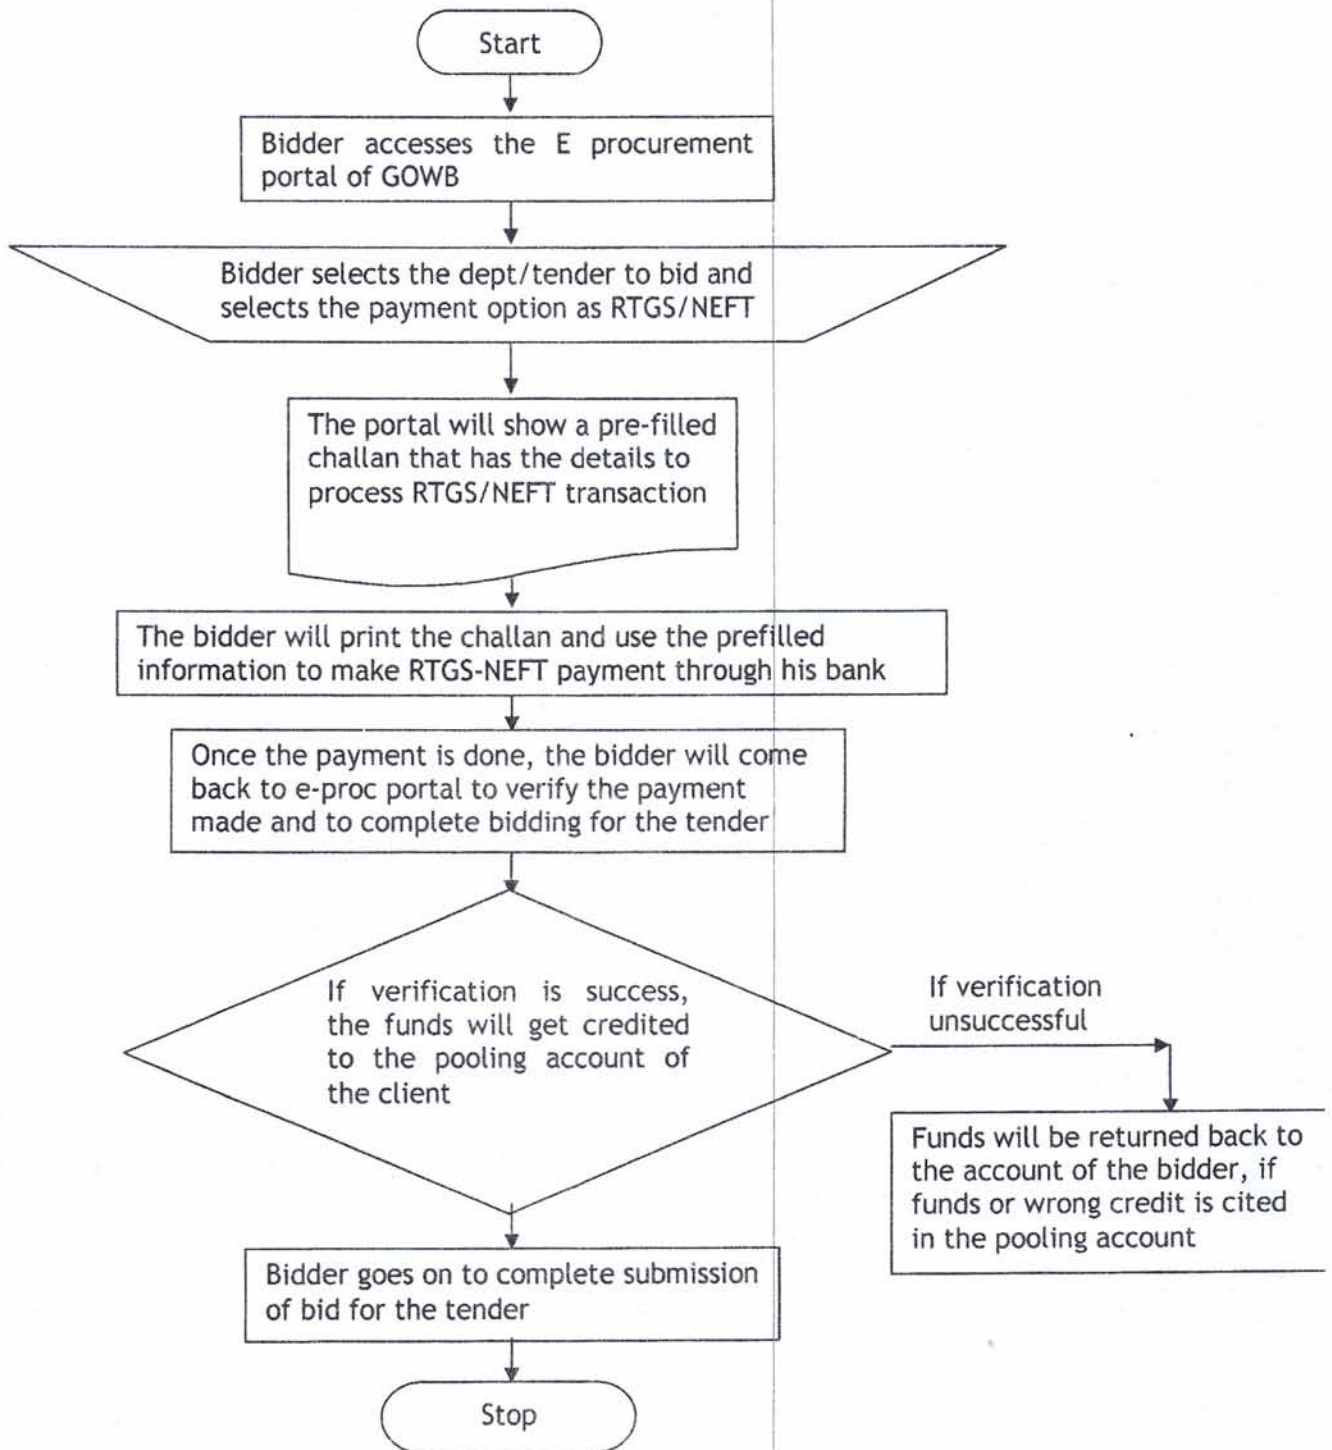 Start
Bidder accesses the E procurement
portal of GOWB
Bidder selects the dept/tender to bid and
selects the payment option as RTGS/NEFT
The portal will show a pre-filled
challan that has the details to
process RTGS/NEFT transaction
The bidder will print the challan and use the prefilled
information to make RTGS-NEFT payment through his bank
Once the payment is done, the bidder will come
back to e-proc portal to verify the payment
made and to complete bidding for the tender
If verification is success,
the funds will get credited
to the pooling account of
the client
If verification
unsuccessful
Funds will be returned back to
the account of the bidder, if
funds or wrong credit is cited
in the pooling account
Bidder goes on to complete submission
of bid for the tender
Stop